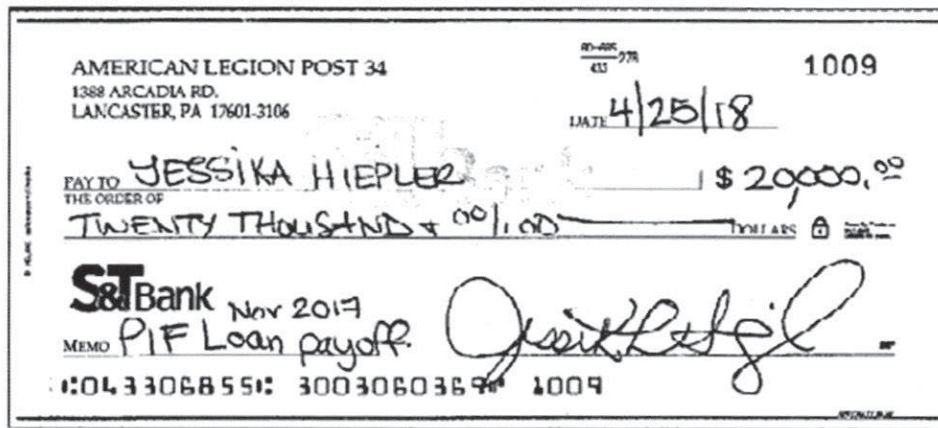 AMERICAN LEGION POST 34
1388 ARCADIA RD.
LANCASTER, PA 17601-3106
1009
DATE 4/25/18
PAY TO THE ORDER OF JESSIKA HIEPLER $ 20,000.00
TWENTY THOUSAND + 00/100 DOLLARS
S&T Bank
Nov 2017
MEMO PIF Loan payoff
⑆043306855⑆ 3003060369⑈ 1009